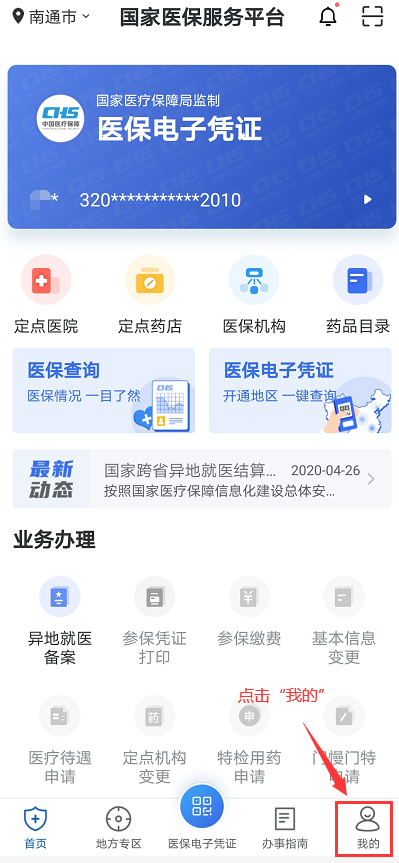 南通市
国家医保服务平台
CHS
中国医疗保障
国家医疗保障局监制
医保电子凭证
* 320***********2010
定点医院
定点药店
医保机构
药品目录
医保查询
医保情况 一目了然
CHS
医保电子凭证
开通地区 一键查询
最新
动态
国家跨省异地就医结算... 2020-04-26
按照国家医疗保障信息化建设总体安...
业务办理
异地就医
备案
参保凭证
打印
参保缴费
基本信息
变更
点击“我的”
药
申
医疗待遇
申请
定点机构
变更
特检用药
申请
门慢门特
申请
首页
地方专区
医保电子凭证
办事指南
我的